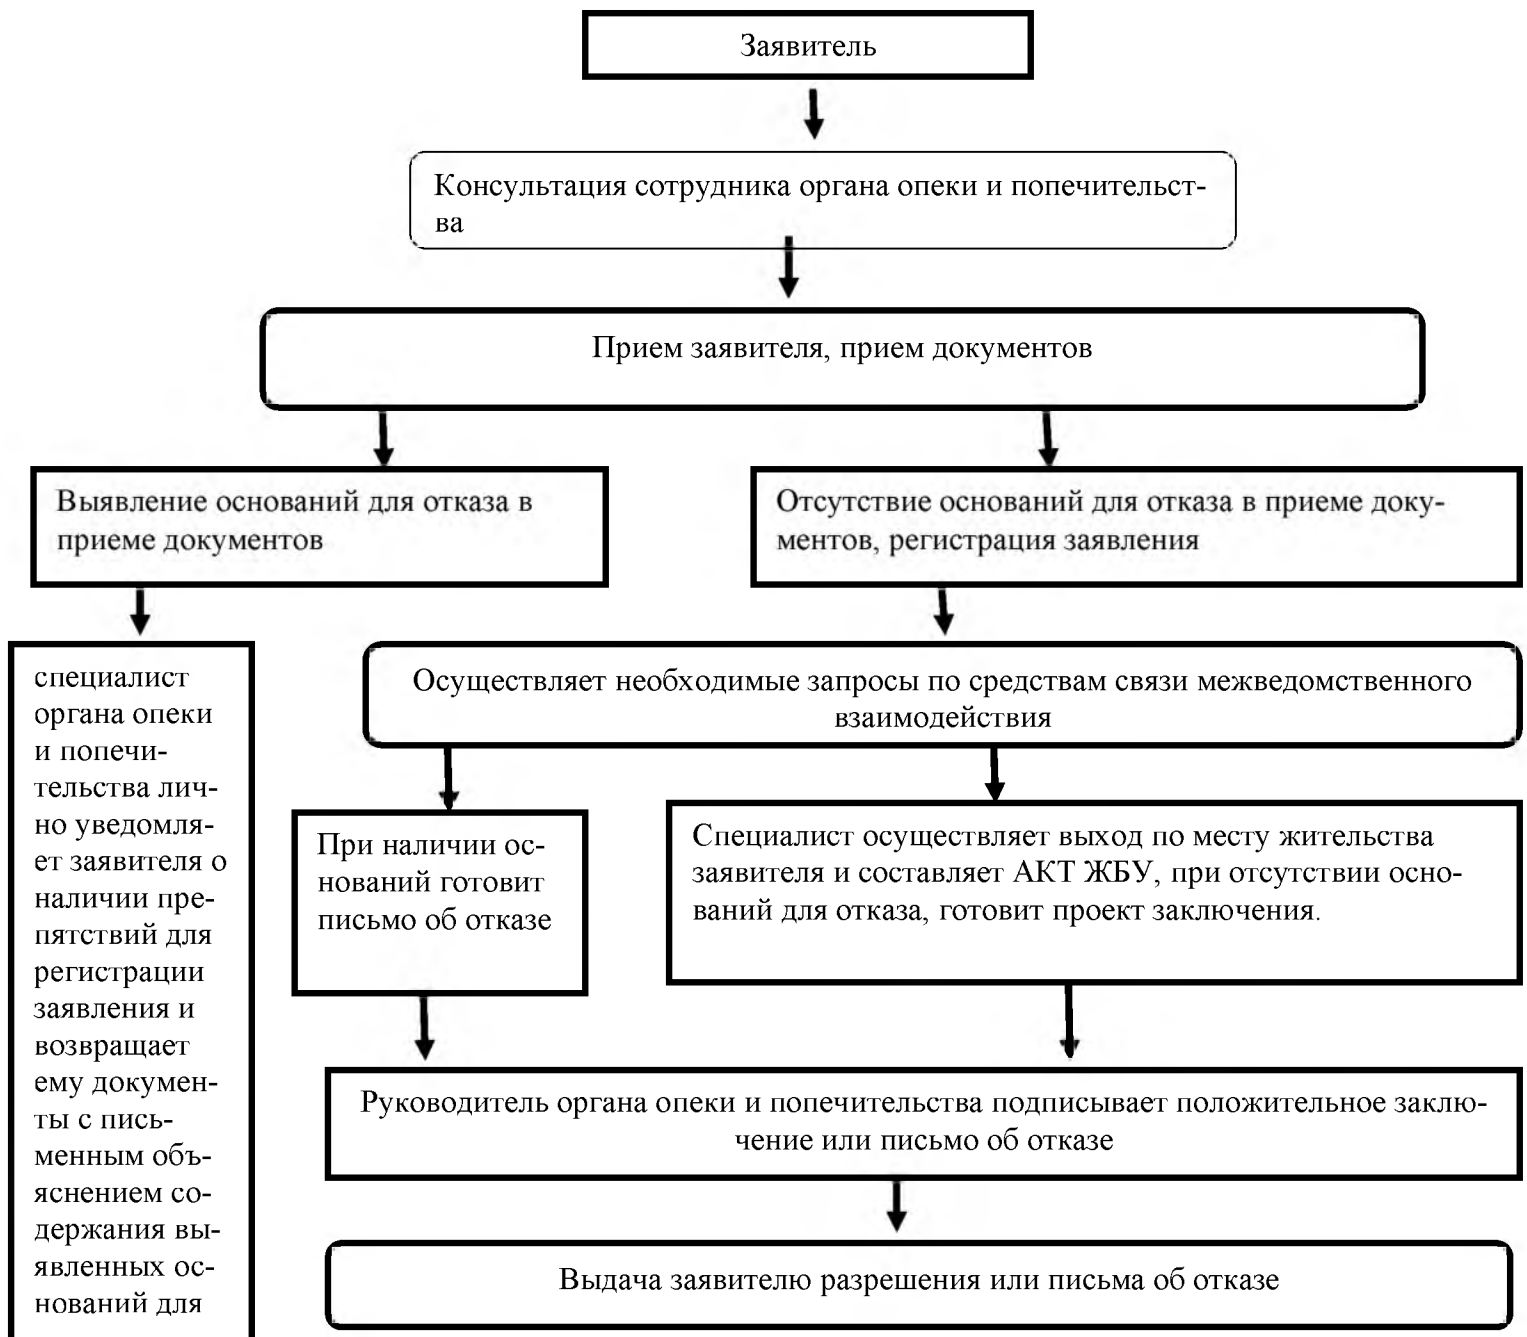 Заявитель
Консультация сотрудника органа опеки и попечительст-
ва
Прием заявителя, прием документов
Выявление оснований для отказа в
приеме документов
Отсутствие оснований для отказа в приеме доку-
ментов, регистрация заявления
специалист
органа опеки
и попечи-
тельства лич-
но уведомля-
ет заявителя о
наличии пре-
пятствий для
регистрации
заявления и
возвращает
ему докумен-
ты с пись-
менным объ-
яснением со-
держания вы-
явленных ос-
нований для
Осуществляет необходимые запросы по средствам связи межведомственного
взаимодействия
При наличии ос-
нований готовит
письмо об отказе
Специалист осуществляет выход по месту жительства
заявителя и составляет АКТ ЖБУ, при отсутствии осно-
ваний для отказа, готовит проект заключения.
Руководитель органа опеки и попечительства подписывает положительное заклю-
чение или письмо об отказе
Выдача заявителю разрешения или письма об отказе